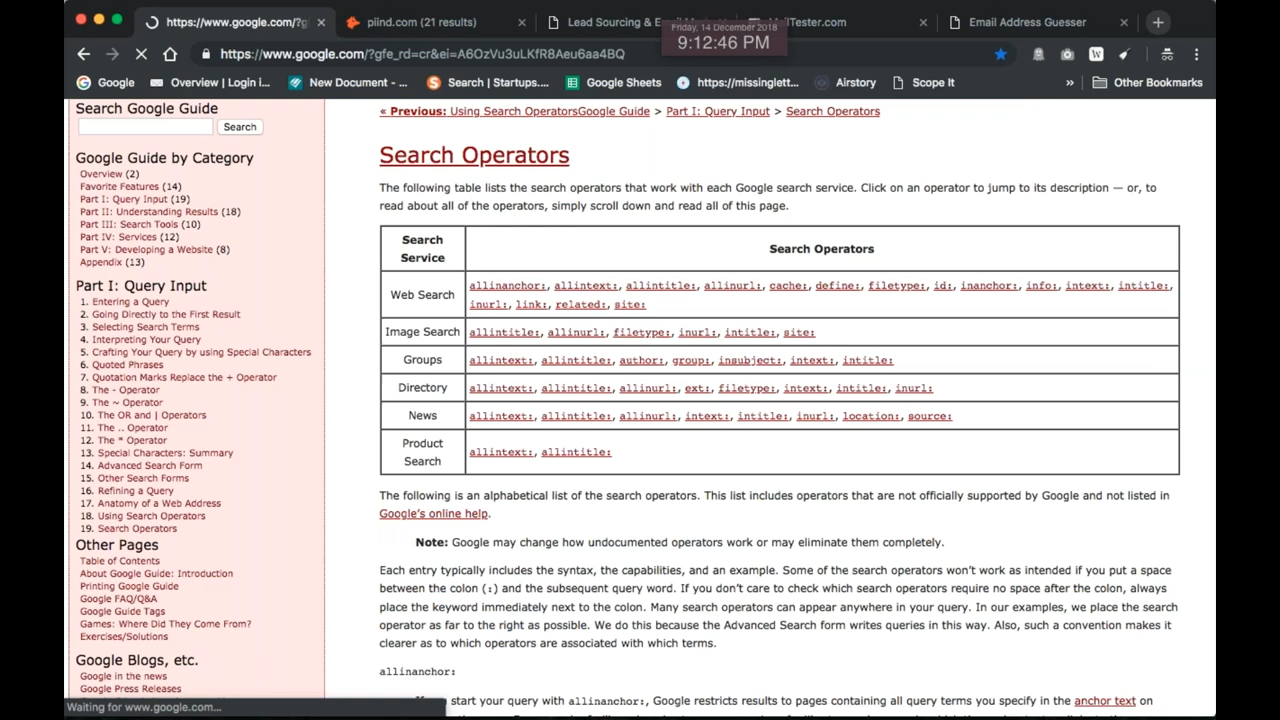 https://www.google.com/?g
piind.com (21 results)
Lead Sourcing & E
MailTester.com
Email Address Guesser
Friday, 14 December 2018
9:12:46 PM
https://www.google.com/?gfe_rd=cr&ei=A6OzVu3uLKfR8Aeu6aa4BQ
Google
Overview | Login i...
New Document - ...
Search | Startups....
Google Sheets
https://missinglett...
Airstory
Scope It
»
Other Bookmarks
Search Google Guide
Search
Google Guide by Category
Overview (2)
Favorite Features (14)
Part I: Query Input (19)
Part II: Understanding Results (18)
Part III: Search Tools (10)
Part IV: Services (12)
Part V: Developing a Website (8)
Appendix (13)
Part I: Query Input
1. Entering a Query
2. Going Directly to the First Result
3. Selecting Search Terms
4. Interpreting Your Query
5. Crafting Your Query by using Special Characters
6. Quoted Phrases
7. Quotation Marks Replace the + Operator
8. The - Operator
9. The ~ Operator
10. The OR and | Operators
11. The .. Operator
12. The * Operator
13. Special Characters: Summary
14. Advanced Search Form
15. Other Search Forms
16. Refining a Query
17. Anatomy of a Web Address
18. Using Search Operators
19. Search Operators
Other Pages
Table of Contents
About Google Guide: Introduction
Printing Google Guide
Google FAQ/Q&A
Google Guide Tags
Games: Where Did They Come From?
Exercises/Solutions
Google Blogs, etc.
Google in the news
Google Press Releases
Waiting for www.google.com...
« Previous: Using Search OperatorsGoogle Guide > Part I: Query Input > Search Operators
Search Operators
The following table lists the search operators that work with each Google search service. Click on an operator to jump to its description — or, to
read about all of the operators, simply scroll down and read all of this page.
Search Service
Search Operators
Web Search
allinanchor:, allintext:, allintitle:, allinurl:, cache:, define:, filetype:, id:, inanchor:, info:, intext:, intitle:,
inurl:, link:, related:, site:
Image Search
allintitle:, allinurl:, filetype:, inurl:, intitle:, site:
Groups
allintext:, allintitle:, author:, group:, insubject:, intext:, intitle:
Directory
allintext:, allintitle:, allinurl:, ext:, filetype:, intext:, intitle:, inurl:
News
allintext:, allintitle:, allinurl:, intext:, intitle:, inurl:, location:, source:
Product Search
allintext:, allintitle:
The following is an alphabetical list of the search operators. This list includes operators that are not officially supported by Google and not listed in
Google's online help.
Note: Google may change how undocumented operators work or may eliminate them completely.
Each entry typically includes the syntax, the capabilities, and an example. Some of the search operators won't work as intended if you put a space
between the colon (:) and the subsequent query word. If you don't care to check which search operators require no space after the colon, always
place the keyword immediately next to the colon. Many search operators can appear anywhere in your query. In our examples, we place the search
operator as far to the right as possible. We do this because the Advanced Search form writes queries in this way. Also, such a convention makes it
clearer as to which operators are associated with which terms.
allinanchor:
start your query with allinanchor:, Google restricts results to pages containing all query terms you specify in the anchor text on